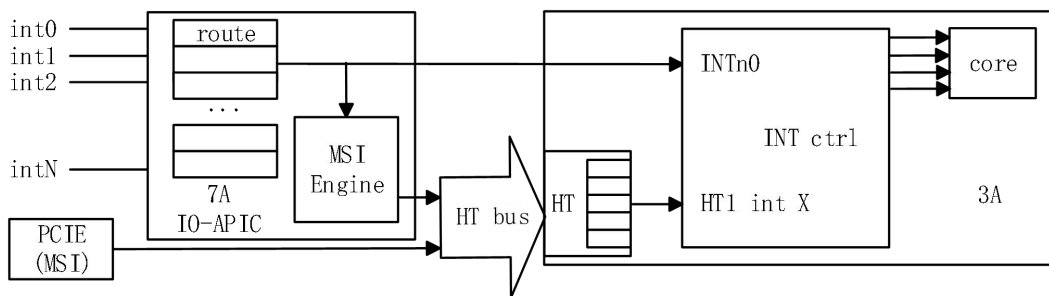 int0
int1
int2
intN
route
...
7A
IO-APIC
MSI
Engine
PCIE
(MSI)
HT bus
HT
INTn0
INT ctrl
HT1 int X
core
3A